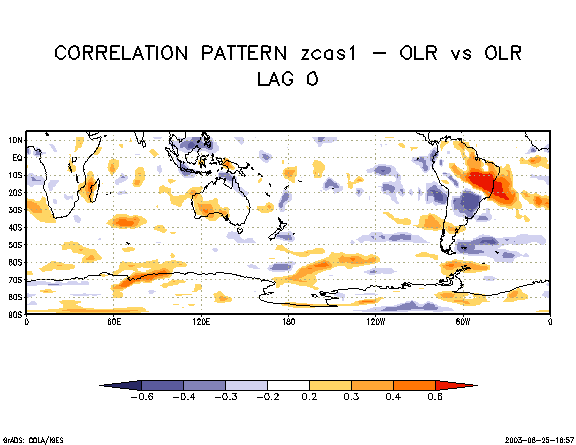 CORRELATION PATTERN zcas1 – OLR vs OLR
LAG 0
10N
EQ
10S
20S
30S
40S
50S
60S
70S
80S
90S
0 60E 120E 180 120W 60W 0
-0.6 -0.4 -0.3 -0.2 0.2 0.3 0.4 0.6
GrADS: COLA/IGES 2003-06-25-16:57